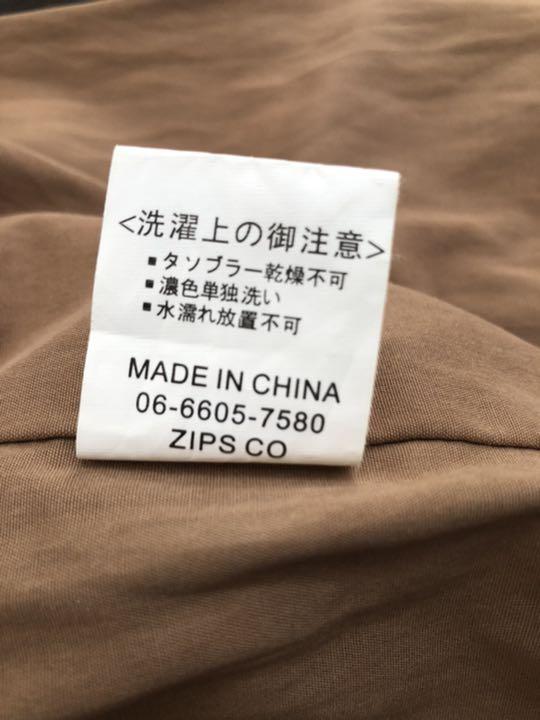 <洗濯上の御注意>
▪タソブラー乾燥不可
▪濃色単独洗い
▪水濡れ放置不可
MADE IN CHINA
06-6605-7580
ZIPS CO